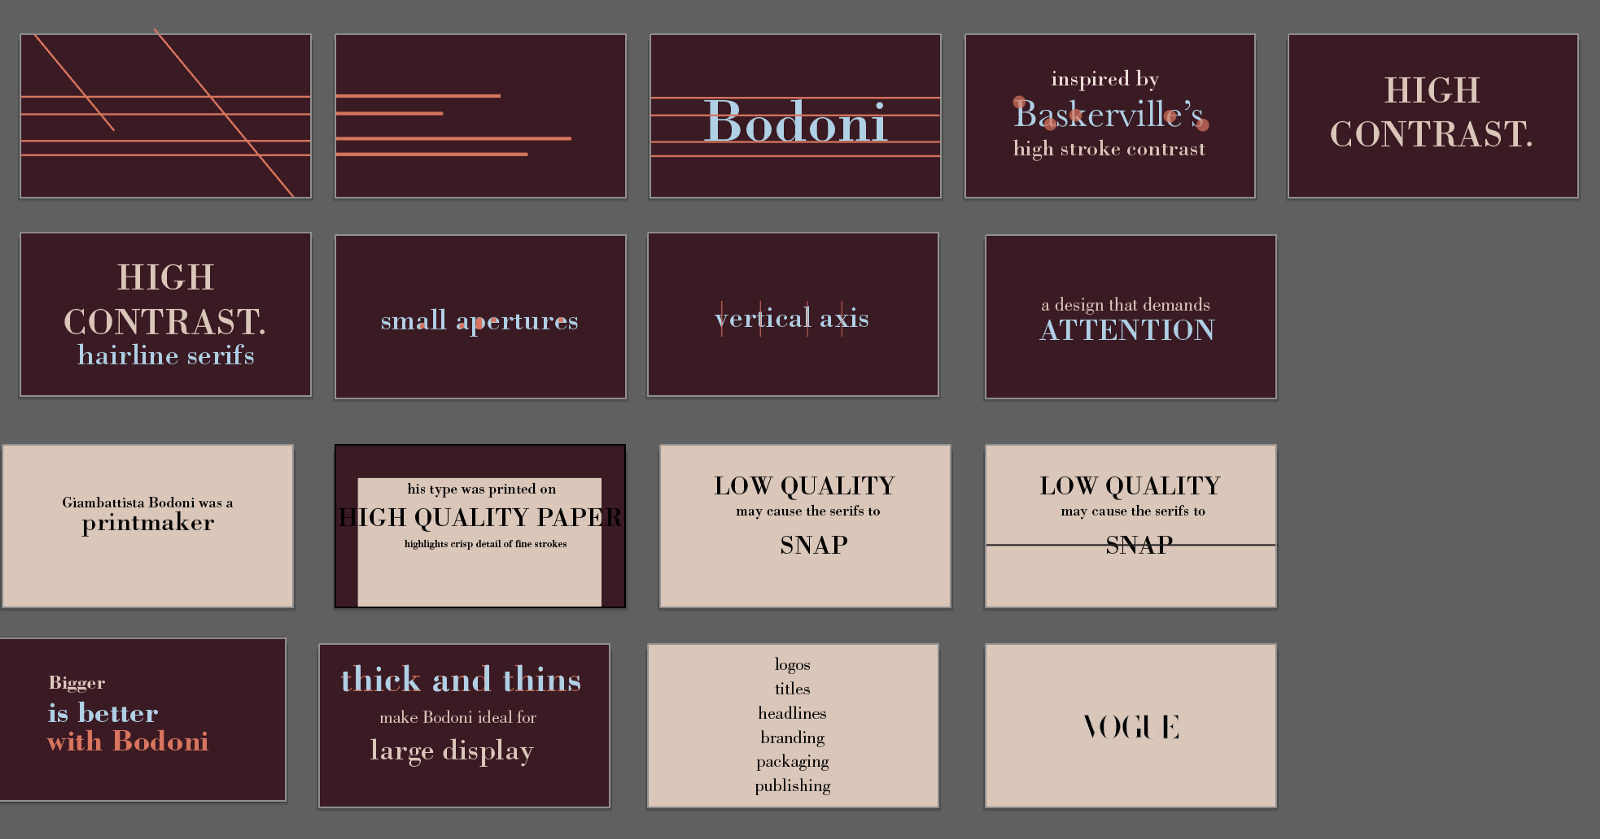 Bodoni
inspired by
Baskerville’s
high stroke contrast
HIGH
CONTRAST.
HIGH
CONTRAST.
hairline serifs
small apertures
vertical axis
a design that demands
ATTENTION
Giambattista Bodoni was a
printmaker
his type was printed on
HIGH QUALITY PAPER
highlights crisp detail of fine strokes
LOW QUALITY
may cause the serifs to
SNAP
LOW QUALITY
may cause the serifs to
SNAP
Bigger
is better
with Bodoni
thick and thins
make Bodoni ideal for
large display
logos
titles
headlines
branding
packaging
publishing
VOGUE